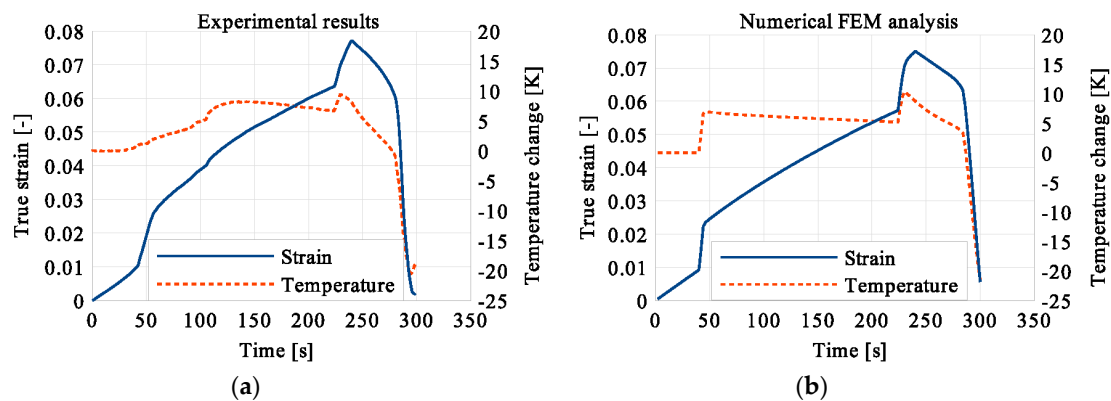 Experimental results
True strain [-]
0.08
0.07
0.06
0.05
0.04
0.03
0.02
0.01
0
20
15
10
5
0
-5
-10
-15
-20
-25
Temperature change [K]
Strain
Temperature
0 50 100 150 200 250 300 350
Time [s]
(a)
Numerical FEM analysis
True strain [-]
0.08
0.07
0.06
0.05
0.04
0.03
0.02
0.01
0
20
15
10
5
0
-5
-10
-15
-20
-25
Temperature change [K]
Strain
Temperature
0 50 100 150 200 250 300 350
Time [s]
(b)